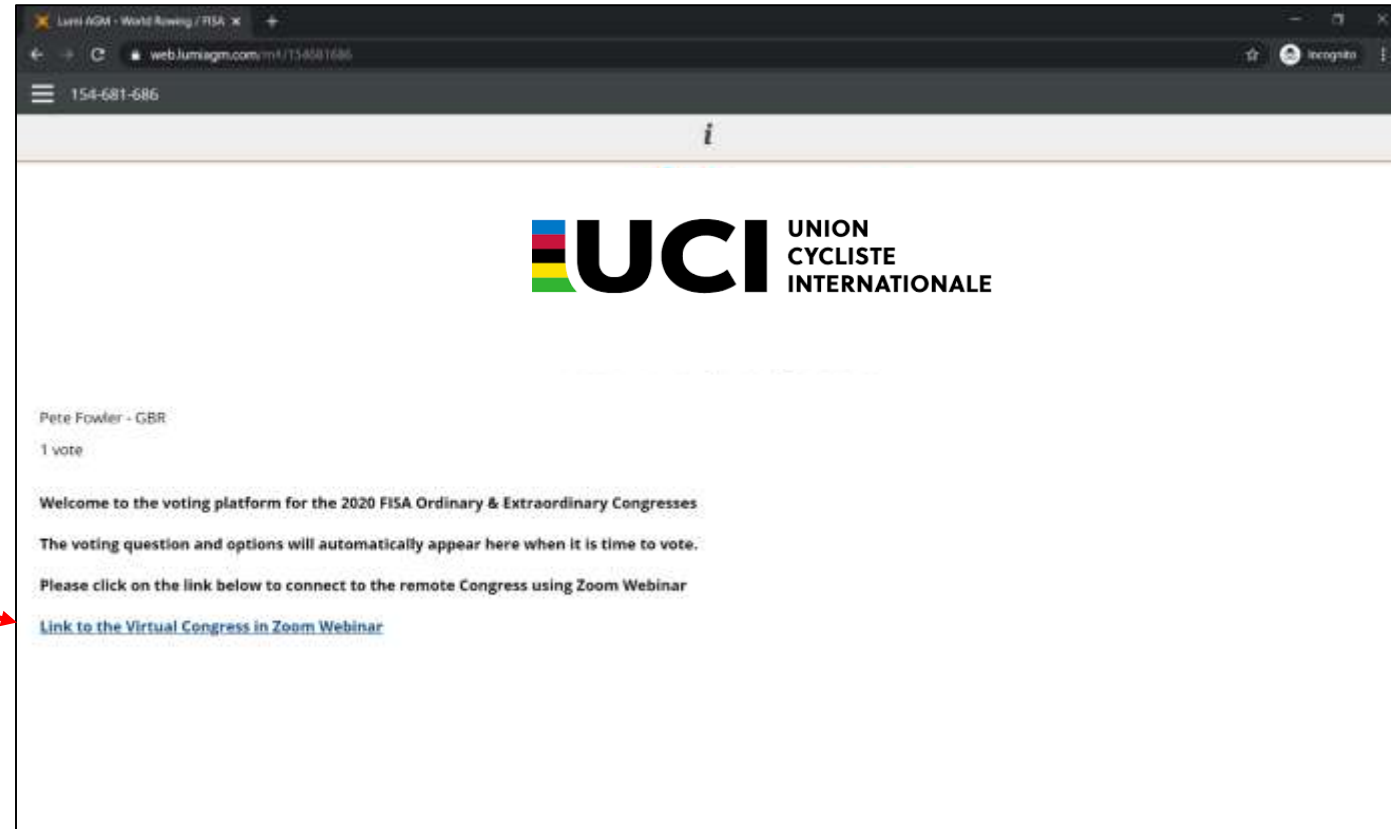 Lumi AGM - World Rowing / FISA
web.lumiagm.com/m4/154681686
Incognito
154-681-686
i
UCI
UNION
CYCLISTE
INTERNATIONALE
Pete Fowler - GBR
1 vote
Welcome to the voting platform for the 2020 FISA Ordinary & Extraordinary Congresses
The voting question and options will automatically appear here when it is time to vote.
Please click on the link below to connect to the remote Congress using Zoom Webinar
Link to the Virtual Congress in Zoom Webinar